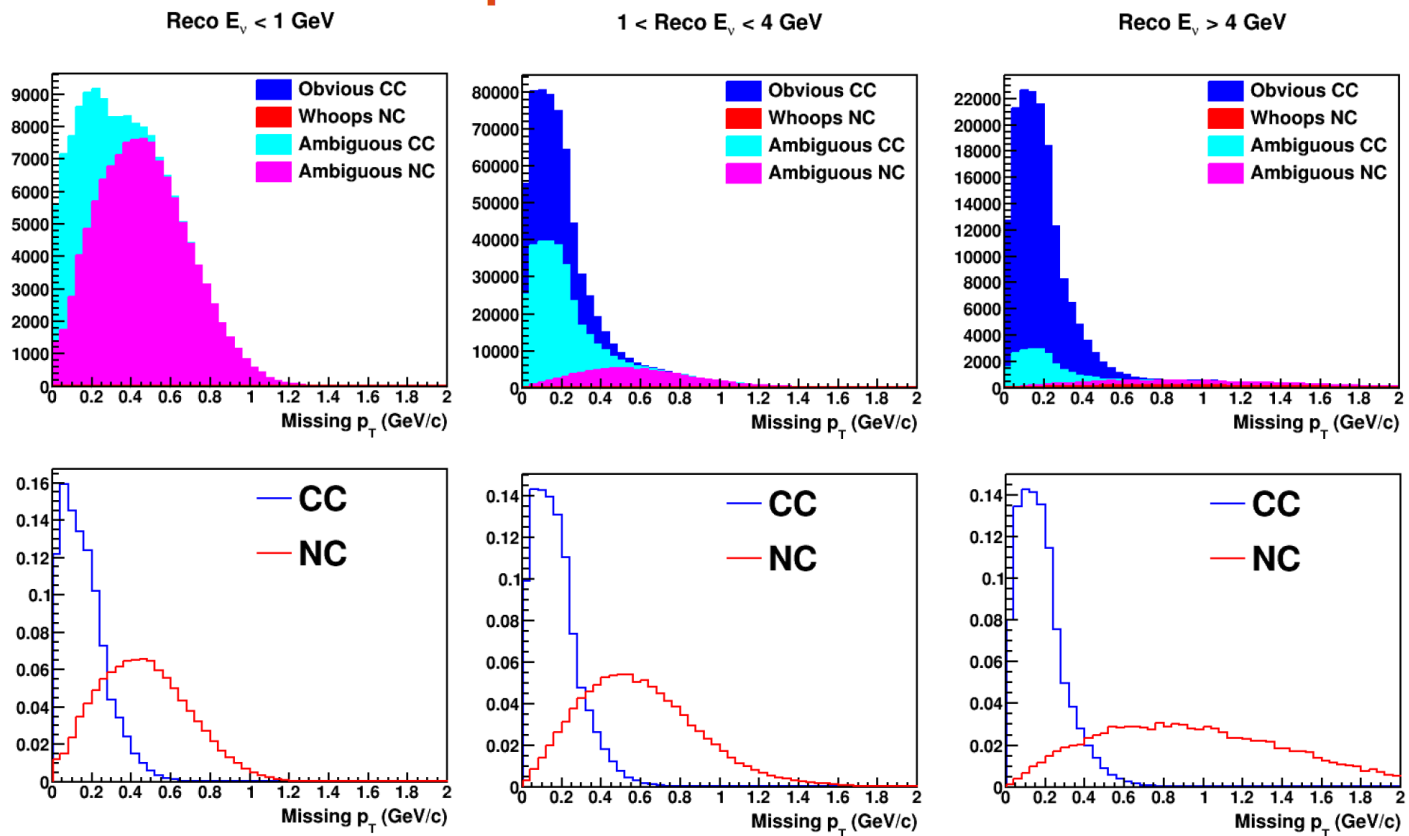 Reco Eν < 1 GeV
1 < Reco Eν < 4 GeV
Reco Eν > 4 GeV
Obvious CC
Whoops NC
Ambiguous CC
Ambiguous NC
9000
8000
7000
6000
5000
4000
3000
2000
1000
0
0 0.2 0.4 0.6 0.8 1 1.2 1.4 1.6 1.8 2
Missing pT (GeV/c)
Obvious CC
Whoops NC
Ambiguous CC
Ambiguous NC
80000
70000
60000
50000
40000
30000
20000
10000
0
0 0.2 0.4 0.6 0.8 1 1.2 1.4 1.6 1.8 2
Missing pT (GeV/c)
Obvious CC
Whoops NC
Ambiguous CC
Ambiguous NC
22000
20000
18000
16000
14000
12000
10000
8000
6000
4000
2000
0
0 0.2 0.4 0.6 0.8 1 1.2 1.4 1.6 1.8 2
Missing pT (GeV/c)
CC
NC
0.16
0.14
0.12
0.1
0.08
0.06
0.04
0.02
0
0 0.2 0.4 0.6 0.8 1 1.2 1.4 1.6 1.8 2
Missing pT (GeV/c)
CC
NC
0.14
0.12
0.1
0.08
0.06
0.04
0.02
0
0 0.2 0.4 0.6 0.8 1 1.2 1.4 1.6 1.8 2
Missing pT (GeV/c)
CC
NC
0.14
0.12
0.1
0.08
0.06
0.04
0.02
0
0 0.2 0.4 0.6 0.8 1 1.2 1.4 1.6 1.8 2
Missing pT (GeV/c)